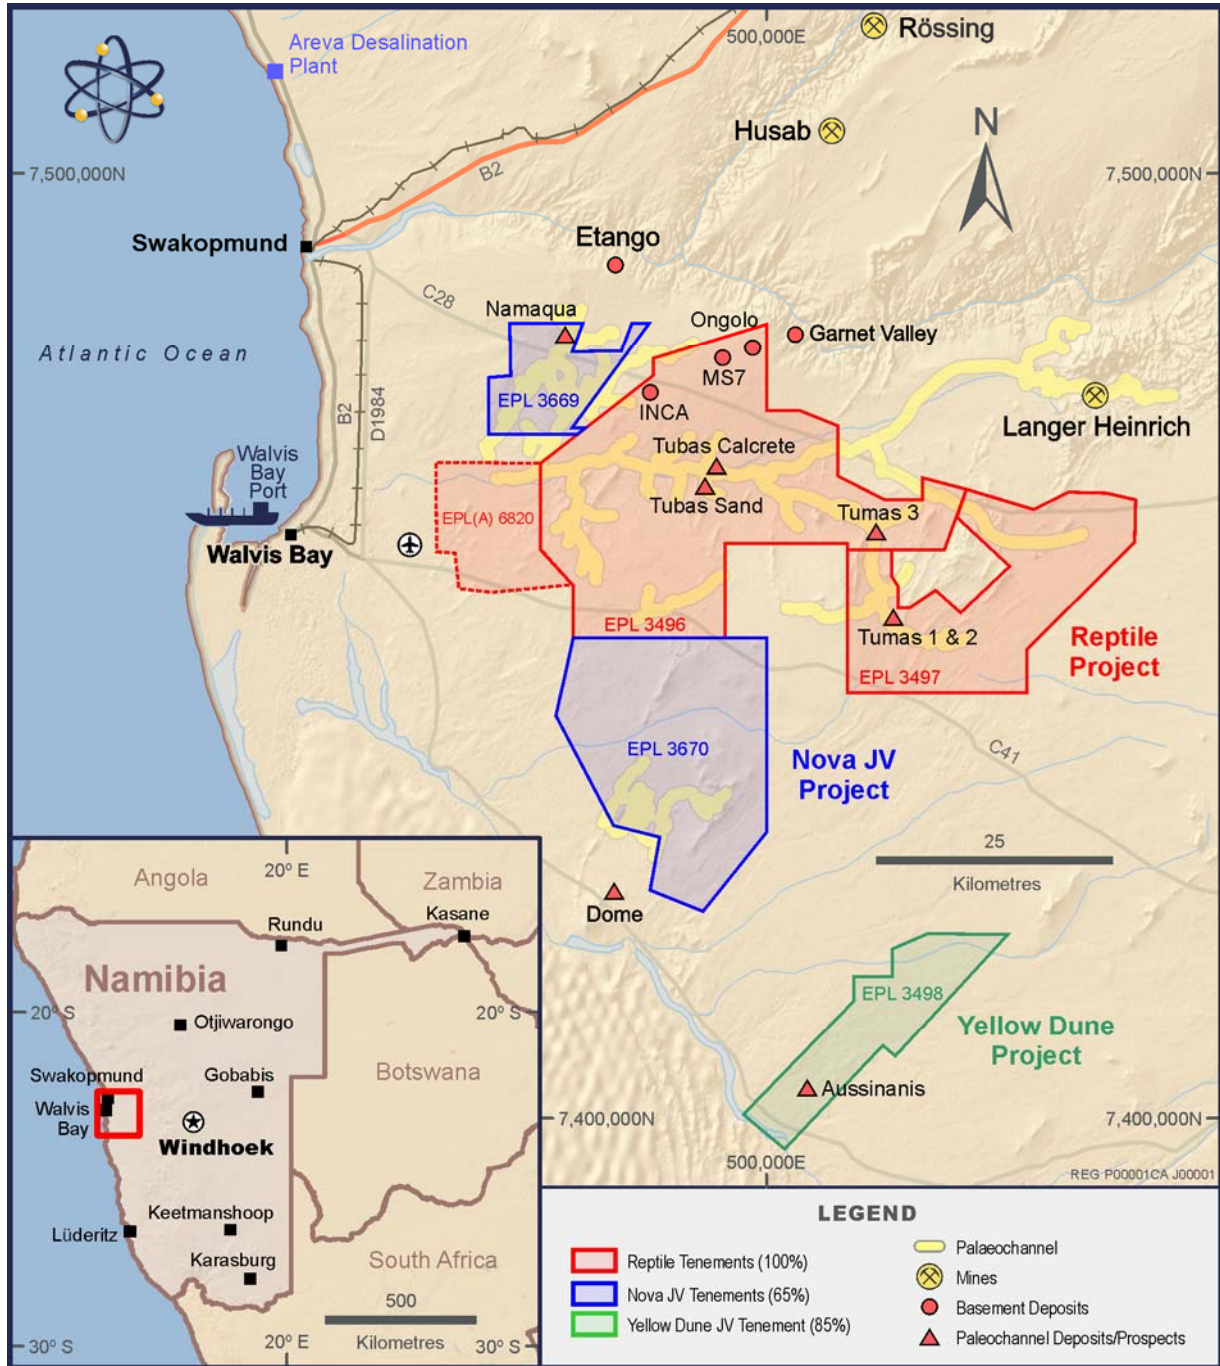 Areva Desalination
Plant
500,000E
Rössing
Husab
N
7,500,000N
7,500,000N
B2
Swakopmund
Etango
C28
Namaqua
Ongolo
Garnet Valley
Atlantic Ocean
MS7
B2
D1984
EPL 3669
INCA
Langer Heinrich
Tubas Calcrete
Walvis
Bay
Port
Tubas Sand
EPL(A) 6820
Tumas 3
Walvis Bay
EPL 3496
Tumas 1 & 2
Reptile
Project
EPL 3497
EPL 3670
C41
Nova JV
Project
25
Kilometres
Dome
EPL 3498
Yellow Dune
Project
Aussinanis
7,400,000N
7,400,000N
500,000E
REG P00001CA J00001
20° E
Angola
Zambia
Kasane
Rundu
Namibia
20° S
20° S
Otjiwarongo
Swakopmund
Gobabis
Botswana
Walvis
Bay
Windhoek
Keetmanshoop
Lüderitz
Karasburg
South Africa
500
Kilometres
30° S
20° E
30° S
LEGEND
Reptile Tenements (100%)
Nova JV Tenements (65%)
Yellow Dune JV Tenement (85%)
Palaeochannel
Mines
Basement Deposits
Paleochannel Deposits/Prospects